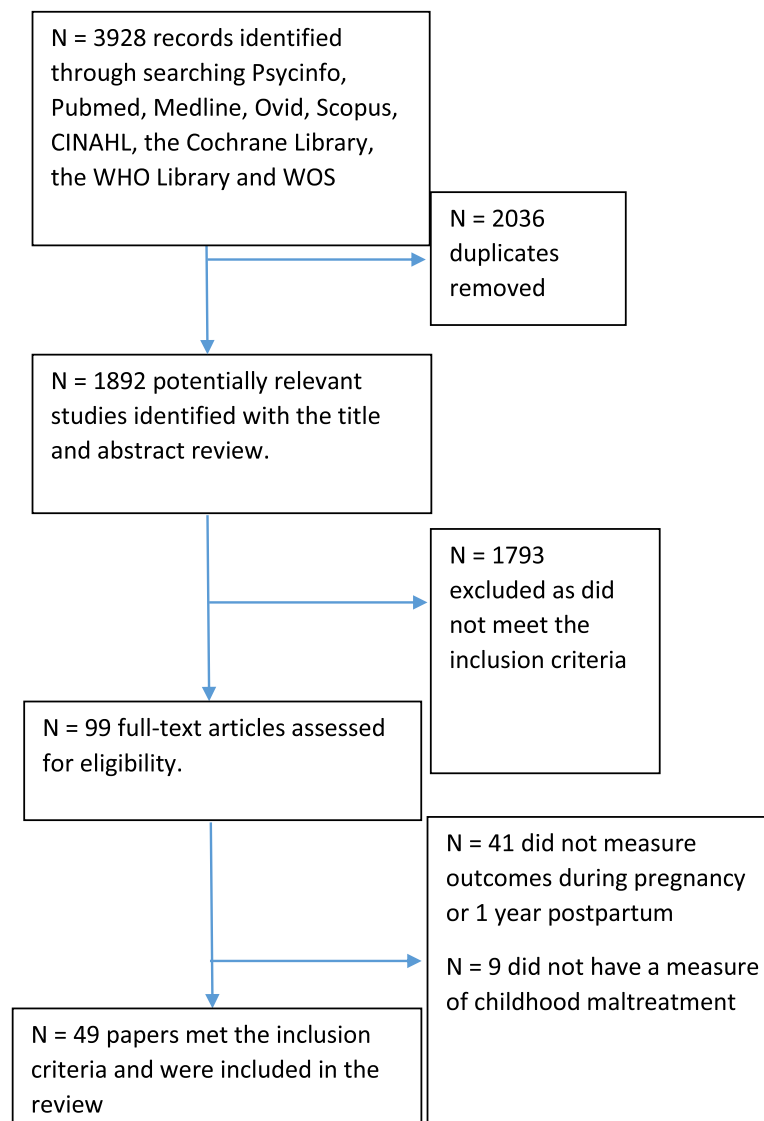 N = 3928 records identified
through searching Psycinfo,
Pubmed, Medline, Ovid, Scopus,
CINAHL, the Cochrane Library,
the WHO Library and WOS
N = 2036
duplicates
removed
N = 1892 potentially relevant
studies identified with the title
and abstract review.
N = 1793
excluded as did
not meet the
inclusion criteria
N = 99 full-text articles assessed
for eligibility.
N = 41 did not measure
outcomes during pregnancy
or 1 year postpartum
N = 9 did not have a measure
of childhood maltreatment
N = 49 papers met the inclusion
criteria and were included in the
review